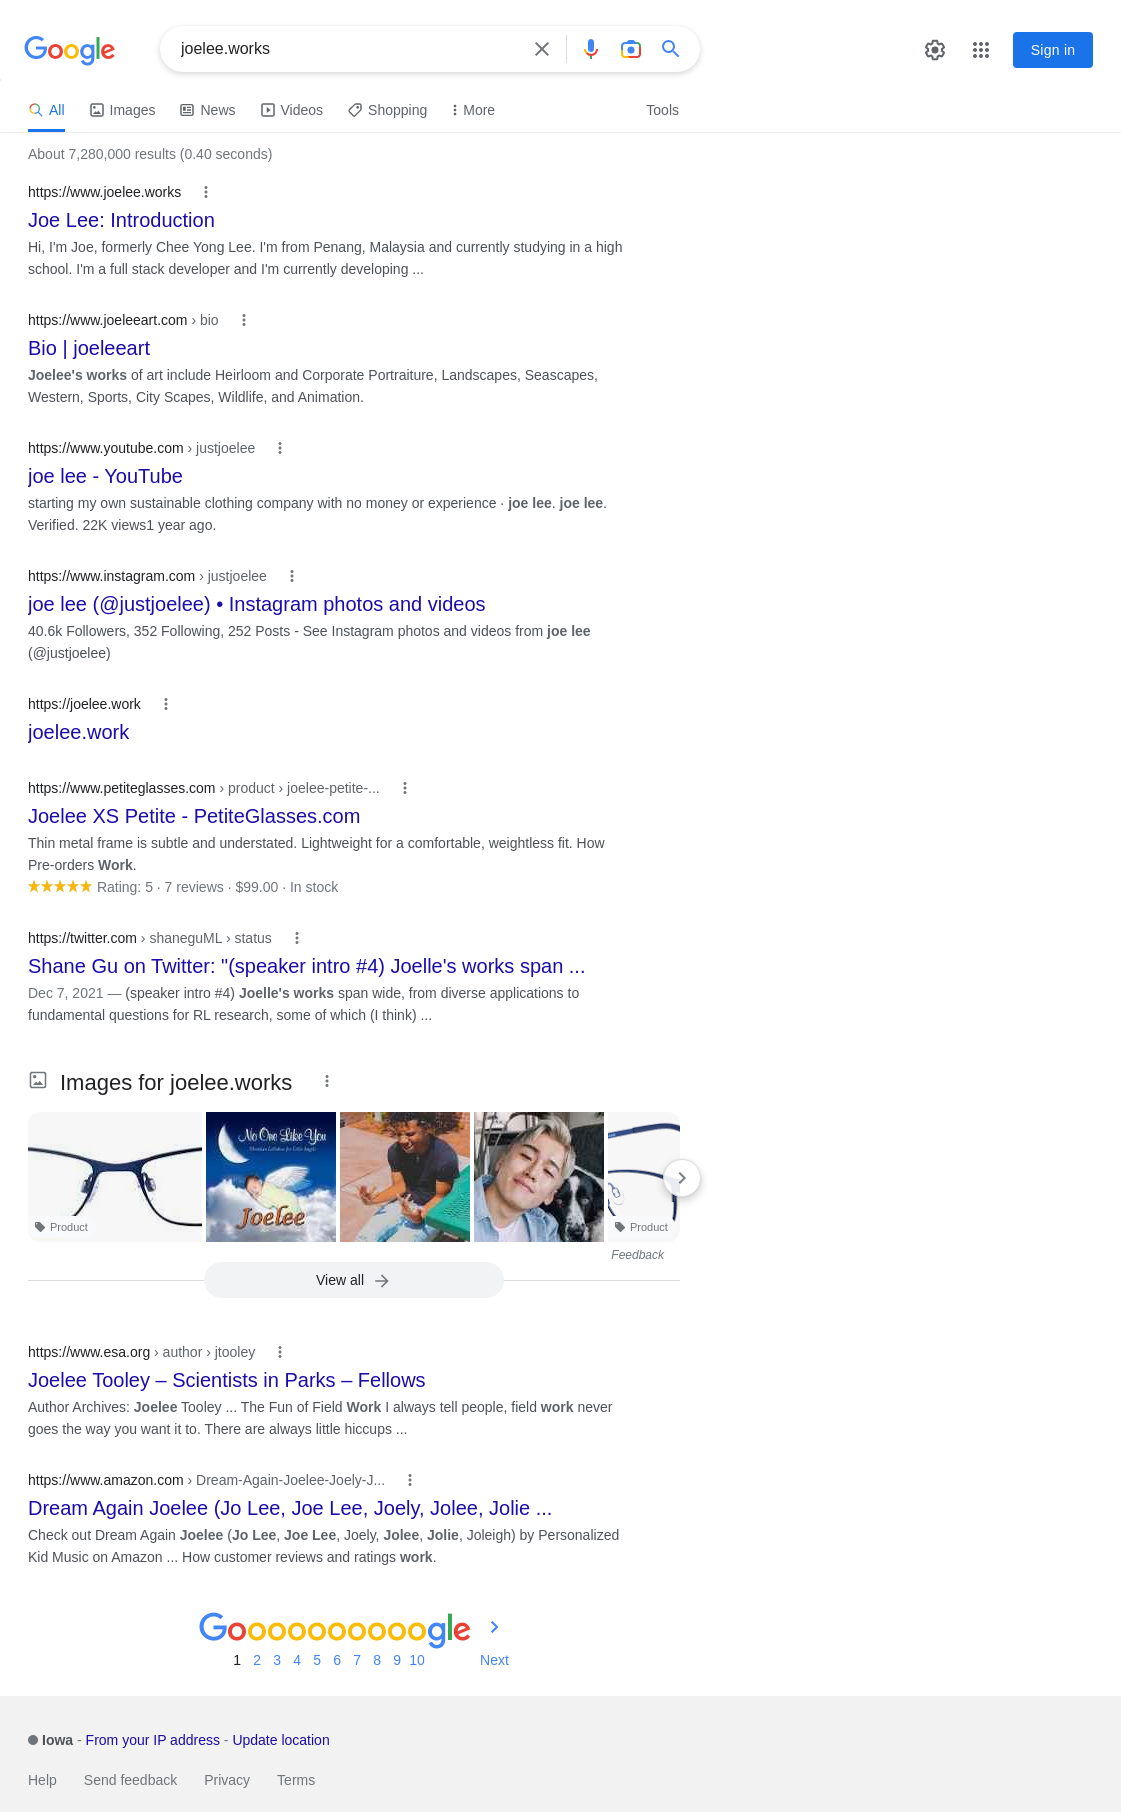 Google
joelee.works
Sign in
All
Images
News
Videos
Shopping
More
Tools
About 7,280,000 results (0.40 seconds)
https://www.joelee.works
Joe Lee: Introduction
Hi, I'm Joe, formerly Chee Yong Lee. I'm from Penang, Malaysia and currently studying in a high
school. I'm a full stack developer and I'm currently developing ...
https://www.joeleeart.com › bio
Bio | joeleeart
Joelee's works of art include Heirloom and Corporate Portraiture, Landscapes, Seascapes,
Western, Sports, City Scapes, Wildlife, and Animation.
https://www.youtube.com › justjoelee
joe lee - YouTube
starting my own sustainable clothing company with no money or experience · joe lee. joe lee.
Verified. 22K views1 year ago.
https://www.instagram.com › justjoelee
joe lee (@justjoelee) • Instagram photos and videos
40.6k Followers, 352 Following, 252 Posts - See Instagram photos and videos from joe lee
(@justjoelee)
https://joelee.work
joelee.work
https://www.petiteglasses.com › product › joelee-petite-...
Joelee XS Petite - PetiteGlasses.com
Thin metal frame is subtle and understated. Lightweight for a comfortable, weightless fit. How
Pre-orders Work.
Rating: 5 · 7 reviews · $99.00 · In stock
https://twitter.com › shaneguML › status
Shane Gu on Twitter: "(speaker intro #4) Joelle's works span ...
Dec 7, 2021 — (speaker intro #4) Joelle's works span wide, from diverse applications to
fundamental questions for RL research, some of which (I think) ...
Images for joelee.works
No One Like You
Joelee
Product
Product
Feedback
View all
https://www.esa.org › author › jtooley
Joelee Tooley – Scientists in Parks – Fellows
Author Archives: Joelee Tooley ... The Fun of Field Work I always tell people, field work never
goes the way you want it to. There are always little hiccups ...
https://www.amazon.com › Dream-Again-Joelee-Joely-J...
Dream Again Joelee (Jo Lee, Joe Lee, Joely, Jolee, Jolie ...
Check out Dream Again Joelee (Jo Lee, Joe Lee, Joely, Jolee, Jolie, Joleigh) by Personalized
Kid Music on Amazon ... How customer reviews and ratings work.
Goooooooooogle
1 2 3 4 5 6 7 8 9 10 Next
Iowa - From your IP address - Update location
Help Send feedback Privacy Terms